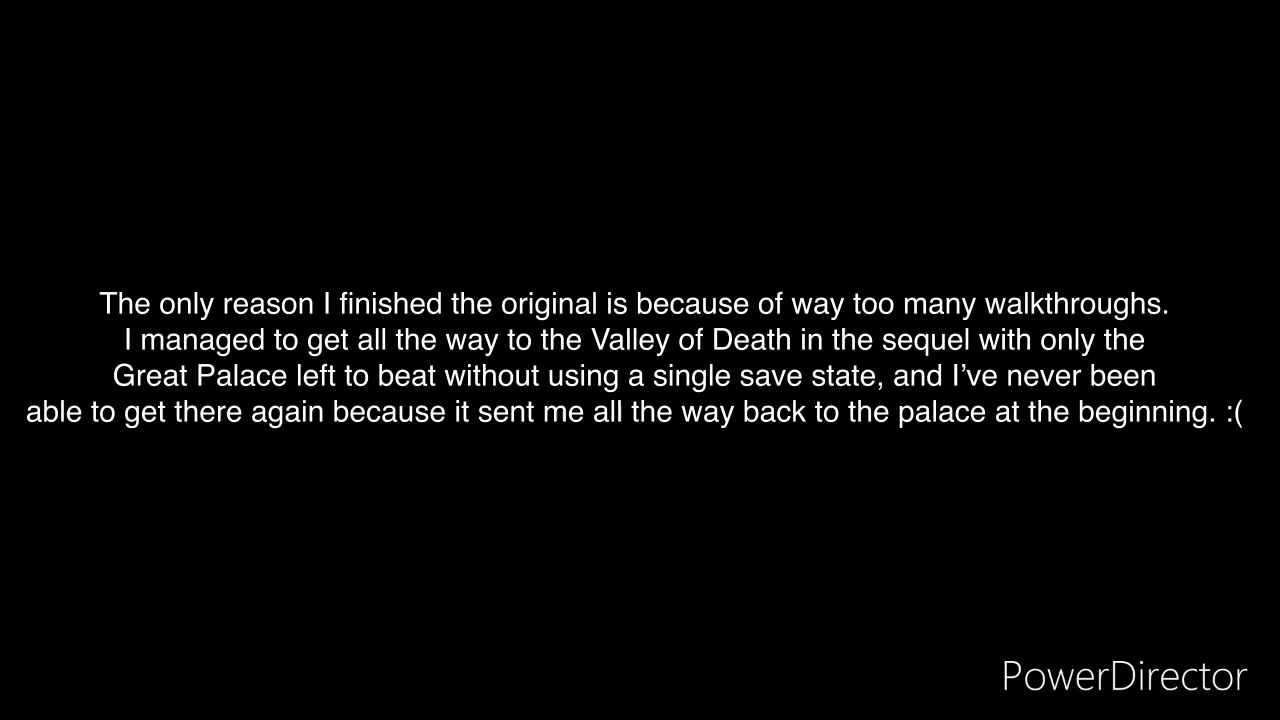 The only reason I finished the original is because of way too many walkthroughs.
I managed to get all the way to the Valley of Death in the sequel with only the
Great Palace left to beat without using a single save state, and I’ve never been
able to get there again because it sent me all the way back to the palace at the beginning. :(
PowerDirector